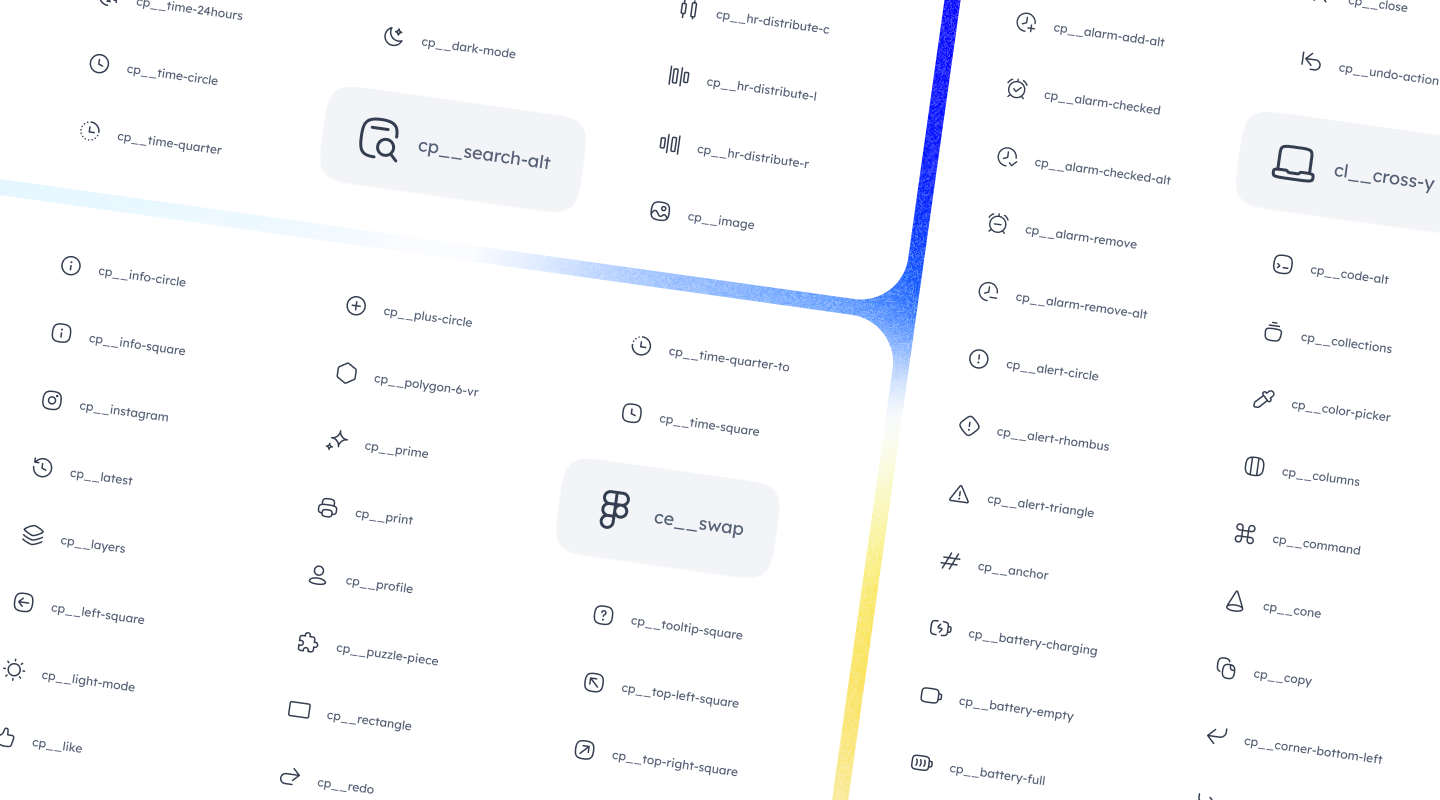 cp__time-24hours
cp__time-circle
cp__time-quarter
cp__dark-mode
cp__search-alt
cp__hr-distribute-c
cp__hr-distribute-l
cp__hr-distribute-r
cp__image
cp__info-circle
cp__info-square
cp__instagram
cp__latest
cp__layers
cp__left-square
cp__light-mode
cp__like
cp__plus-circle
cp__polygon-6-vr
cp__prime
cp__print
cp__profile
cp__puzzle-piece
cp__rectangle
cp__redo
cp__time-quarter-to
cp__time-square
ce__swap
cp__tooltip-square
cp__top-left-square
cp__top-right-square
cp__alarm-add-alt
cp__alarm-checked
cp__alarm-checked-alt
cp__alarm-remove
cp__alarm-remove-alt
cp__alert-circle
cp__alert-rhombus
cp__alert-triangle
cp__anchor
cp__battery-charging
cp__battery-empty
cp__battery-full
cp__close
cp__undo-action
cl__cross-y
cp__code-alt
cp__collections
cp__color-picker
cp__columns
cp__command
cp__cone
cp__copy
cp__corner-bottom-left